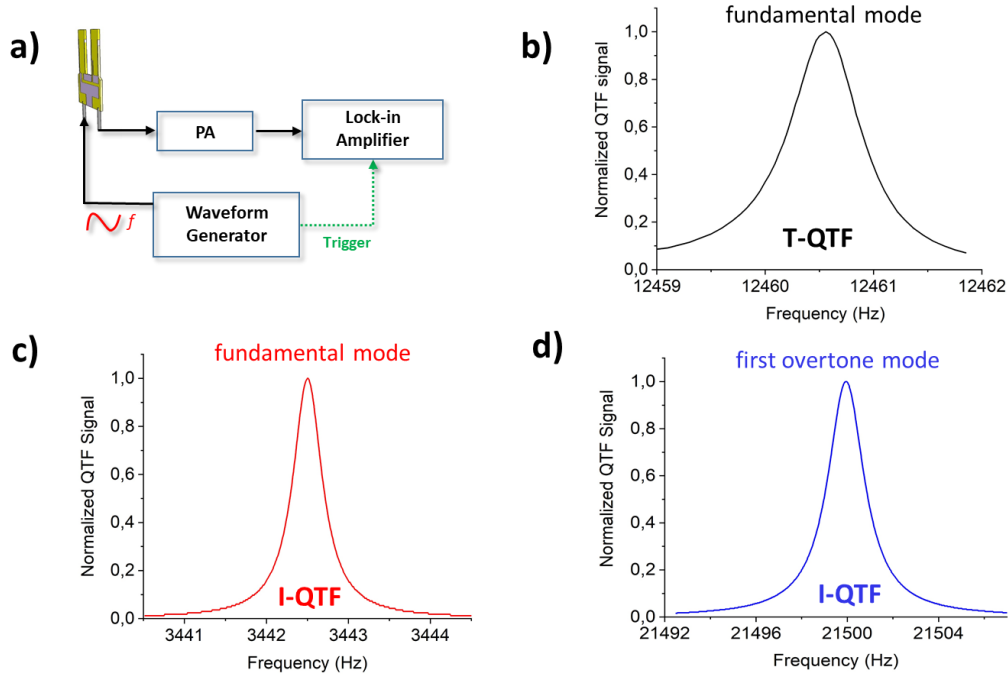 a)
PA
Lock-in
Amplifier
Waveform
Generator
f
Trigger
b)
fundamental mode
Normalized QTF signal
1,0
0,8
0,6
0,4
0,2
0,0
T-QTF
12459
12460
12461
12462
Frequency (Hz)
c)
fundamental mode
Normalized QTF Signal
1,0
0,8
0,6
0,4
0,2
0,0
I-QTF
3441
3442
3443
3444
Frequency (Hz)
d)
first overtone mode
Normalized QTF Signal
1,0
0,8
0,6
0,4
0,2
0,0
I-QTF
21492
21496
21500
21504
Frequency (Hz)